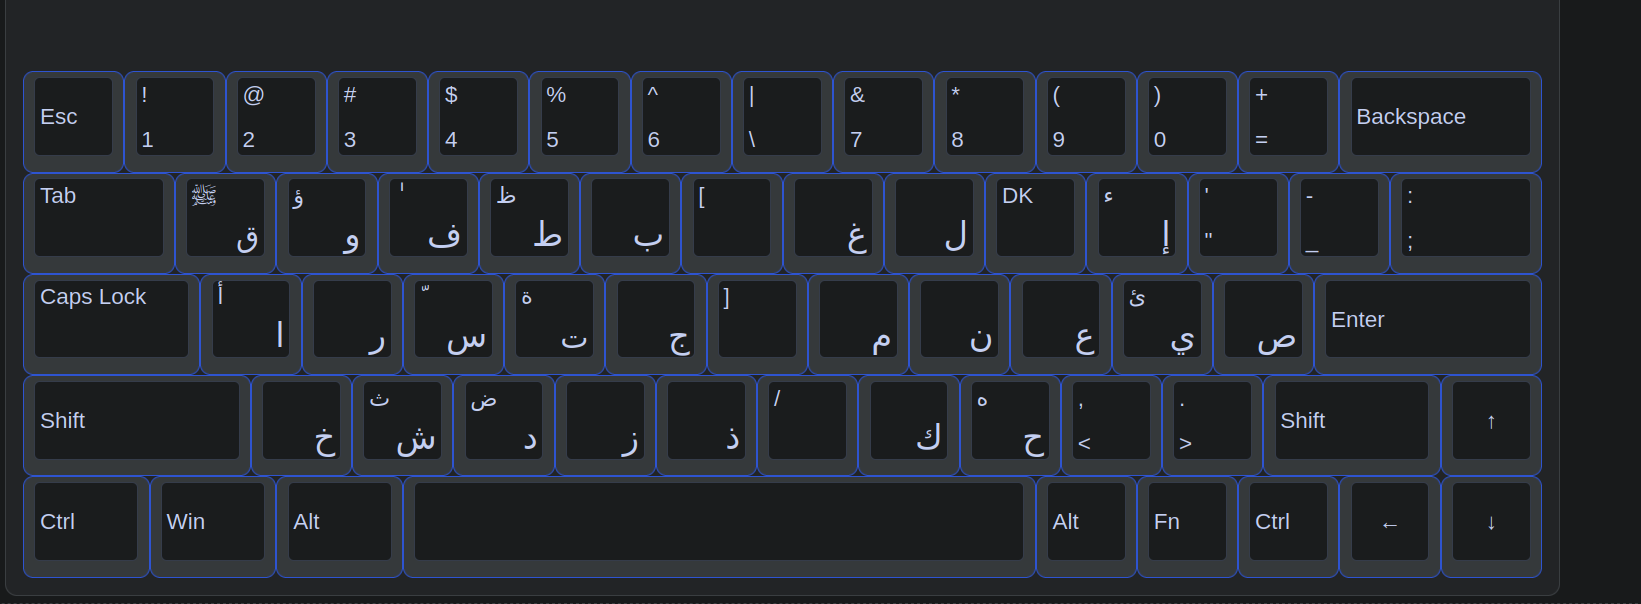 Esc ! 1 @ 2 # 3 $ 4 % 5 ^ 6 | \ & 7 * 8 ( 9 ) 0 + = Backspace
Tab ﷺ ق ؤ و ٰ ف ظ ط ب [ غ ل DK ء إ ' " - _ : ;
Caps Lock أ ا ر ّ س ة ت ج ] م ن ع ئ ي ص Enter
Shift خ ث ش ض د ز ذ / ك ه ح , < . > Shift ↑
Ctrl Win Alt Alt Fn Ctrl ← ↓